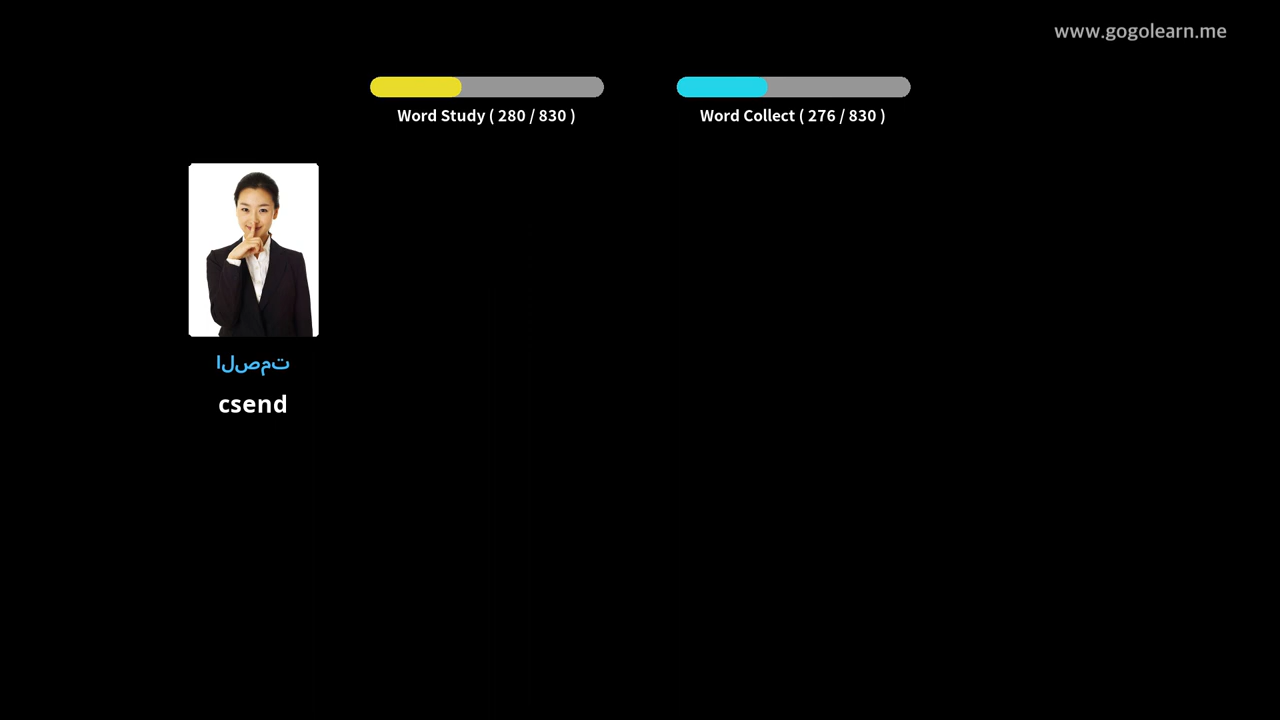 www.gogolearn.me
Word Study ( 280 / 830 )
Word Collect ( 276 / 830 )
الصمت
csend